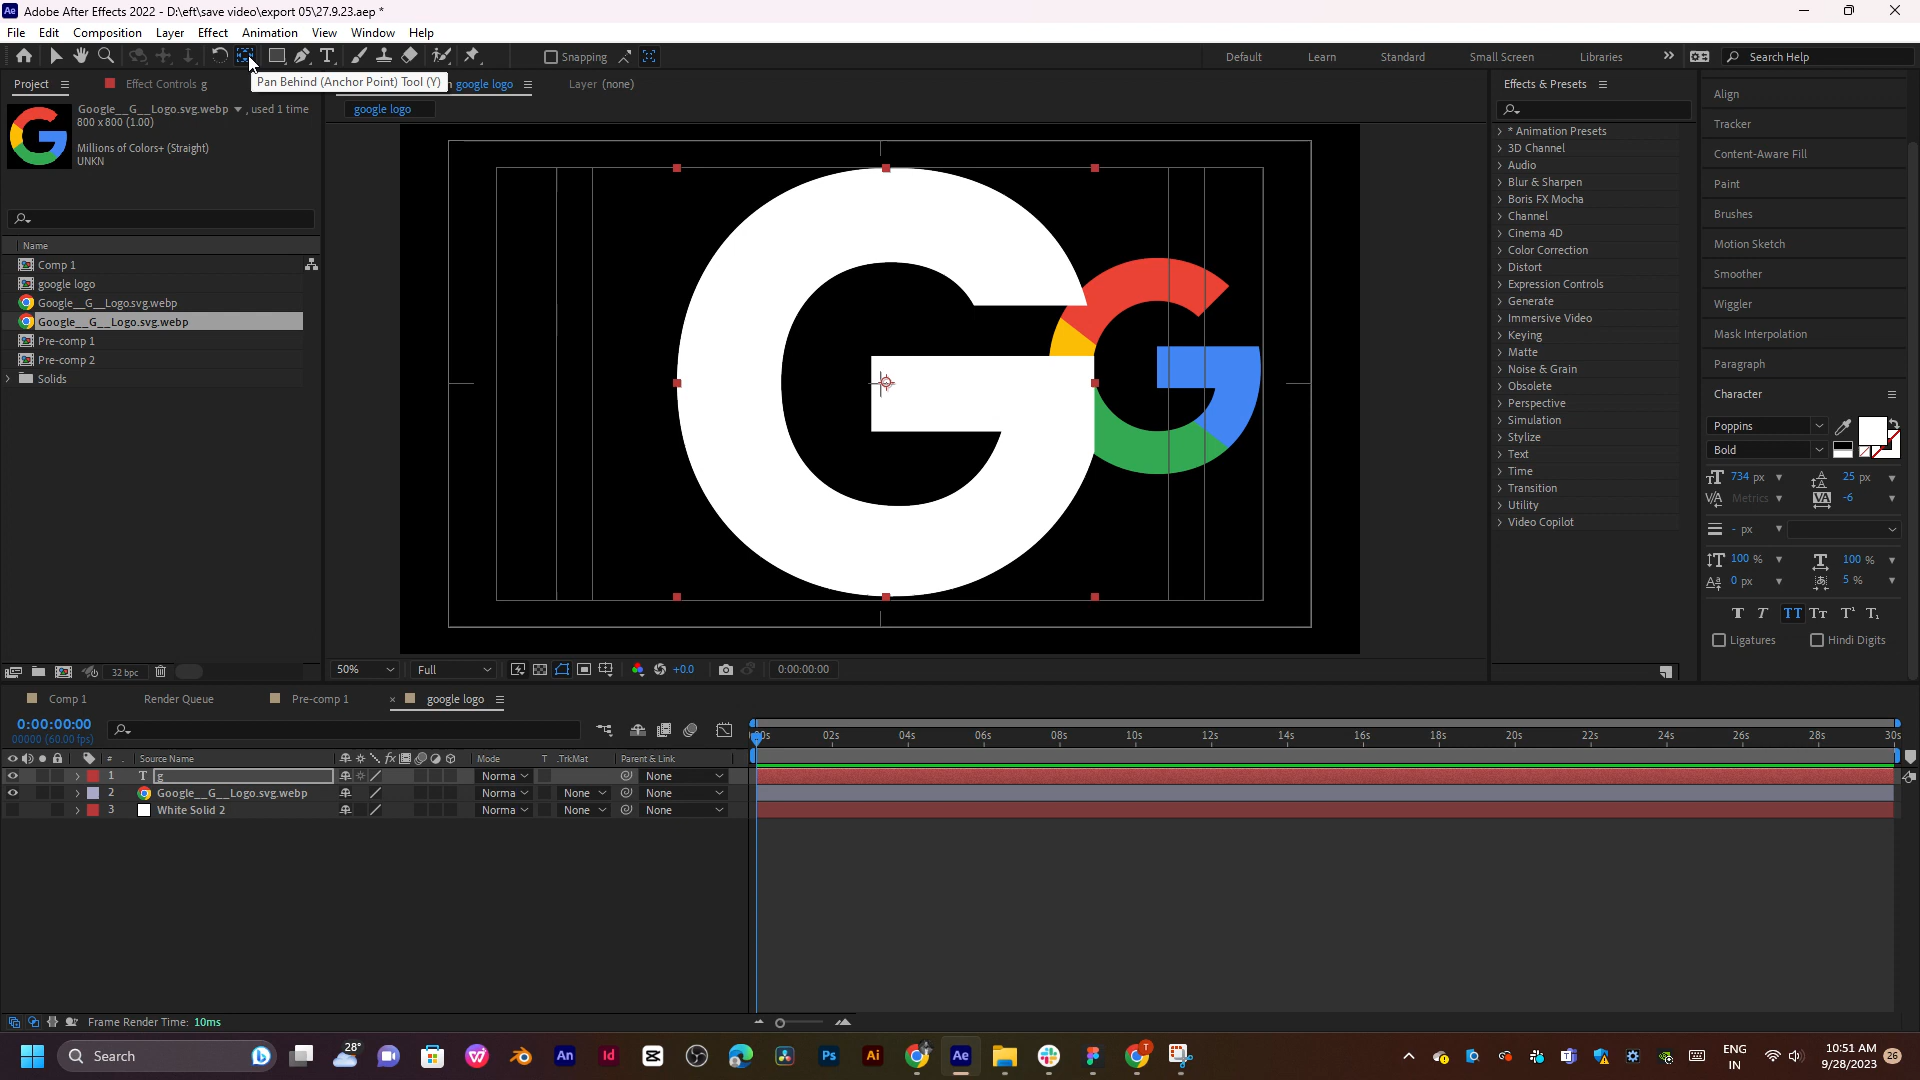 Adobe After Effects 2022 - D:\eft\save video\export 05\27.9.23.aep *
File Edit Composition Layer Effect Animation View Window Help
Snapping
Default Learn Standard Small Screen Libraries
Search Help
Pan Behind (Anchor Point) Tool (Y)
Project
Effect Controls g
google logo
Layer (none)
Google__G__Logo.svg.webp , used 1 time
800 x 800 (1.00)
Millions of Colors+ (Straight)
UNKN
Name
Comp 1
google logo
Google__G__Logo.svg.webp
Google__G__Logo.svg.webp
Pre-comp 1
Pre-comp 2
Solids
32 bpc
google logo
G
50%
Full
+0.0
0:00:00:00
Effects & Presets
* Animation Presets
3D Channel
Audio
Blur & Sharpen
Boris FX Mocha
Channel
Cinema 4D
Color Correction
Distort
Expression Controls
Generate
Immersive Video
Keying
Matte
Noise & Grain
Obsolete
Perspective
Simulation
Stylize
Text
Time
Transition
Utility
Video Copilot
Align
Tracker
Content-Aware Fill
Paint
Brushes
Motion Sketch
Smoother
Wiggler
Mask Interpolation
Paragraph
Character
Poppins
Bold
734 px
25 px
Metrics
-6
- px
100 %
100 %
0 px
5 %
Ligatures
Hindi Digits
Comp 1
Render Queue
Pre-comp 1
google logo
0:00:00:00
00000 (60.00 fps)
# Source Name Mode T .TrkMat Parent & Link
1 g Norma None
2 Google__G__Logo.svg.webp Norma None None
3 White Solid 2 Norma None None
02s 04s 06s 08s 10s 12s 14s 16s 18s 20s 22s 24s 26s 28s 30s
Frame Render Time: 10ms
Search
28°
ENG
IN
10:51 AM
9/28/2023
26